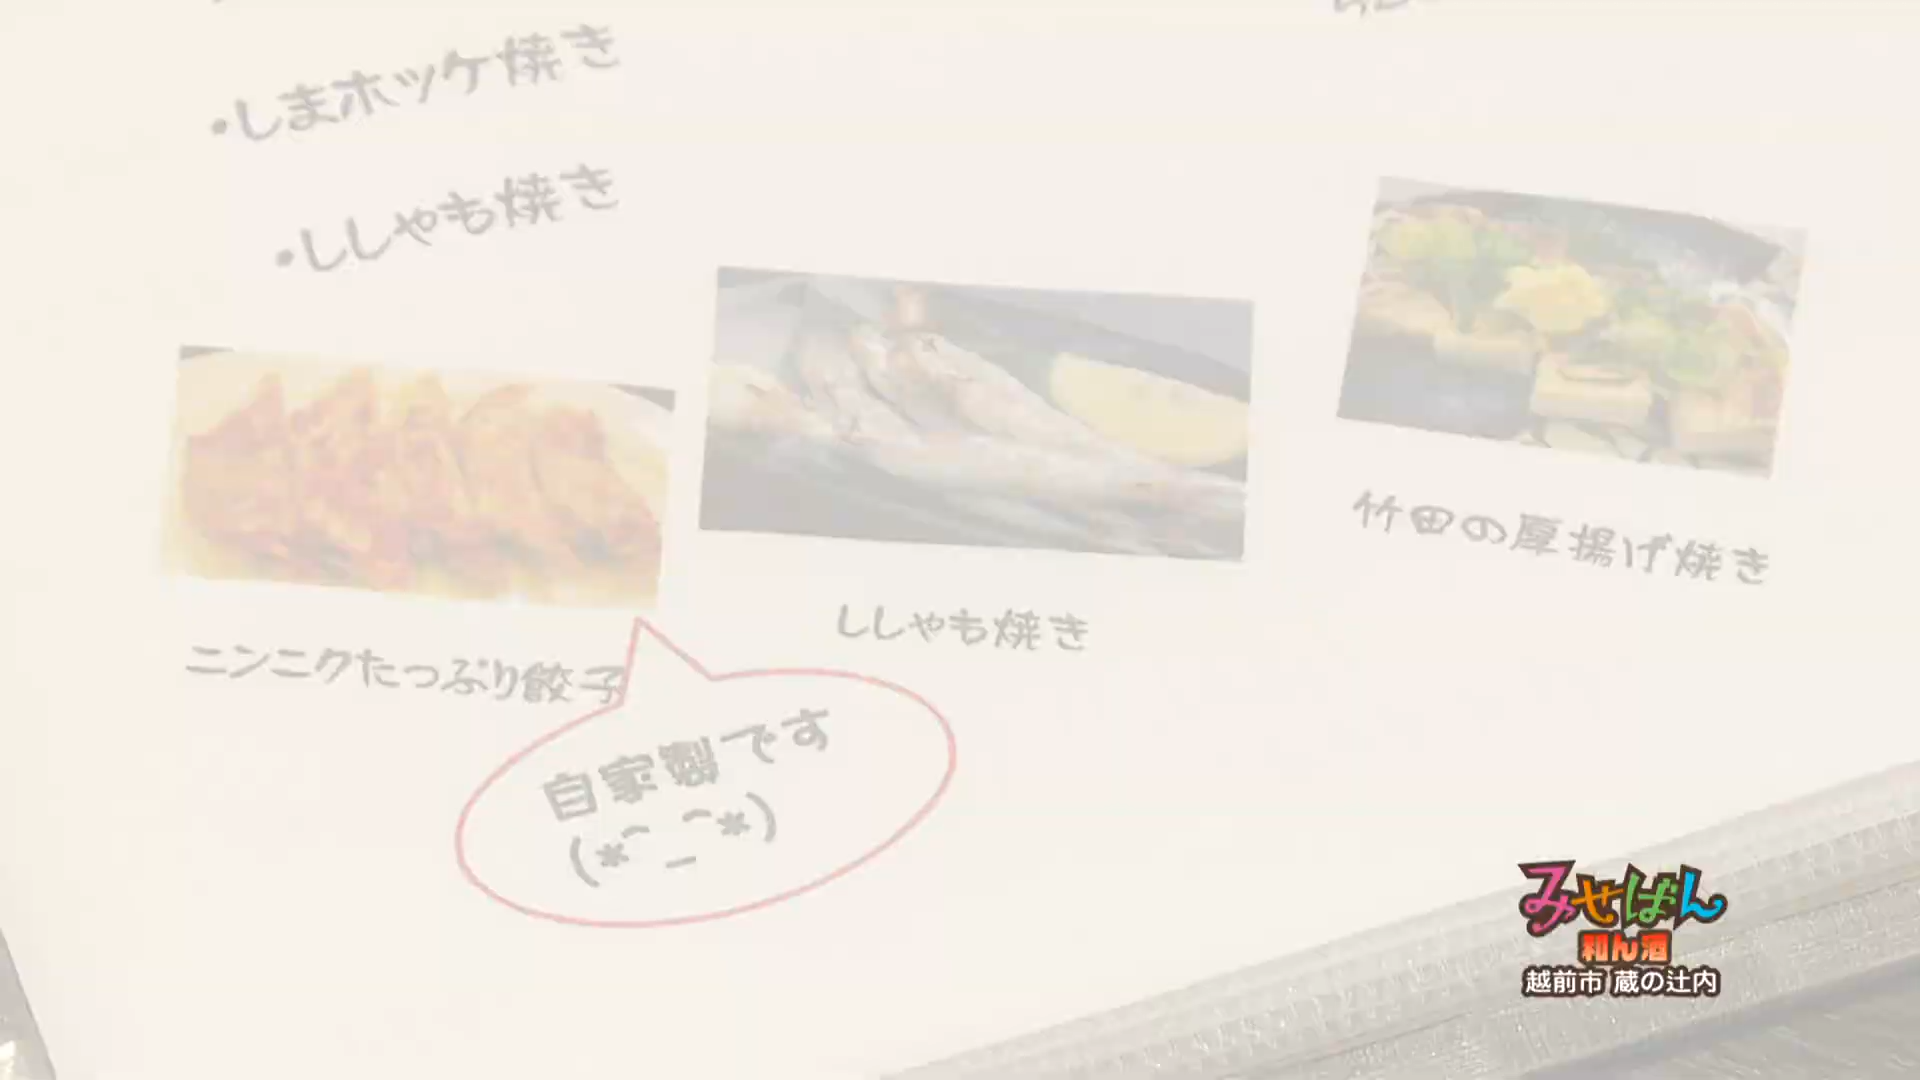 ・しまホッケ焼き
・ししゃも焼き
竹田の厚揚げ焼き
ししゃも焼き
ニンニクたっぷり餃子
自家製です
(*^_^*)
みせばん
和ん酒
越前市 蔵の辻内